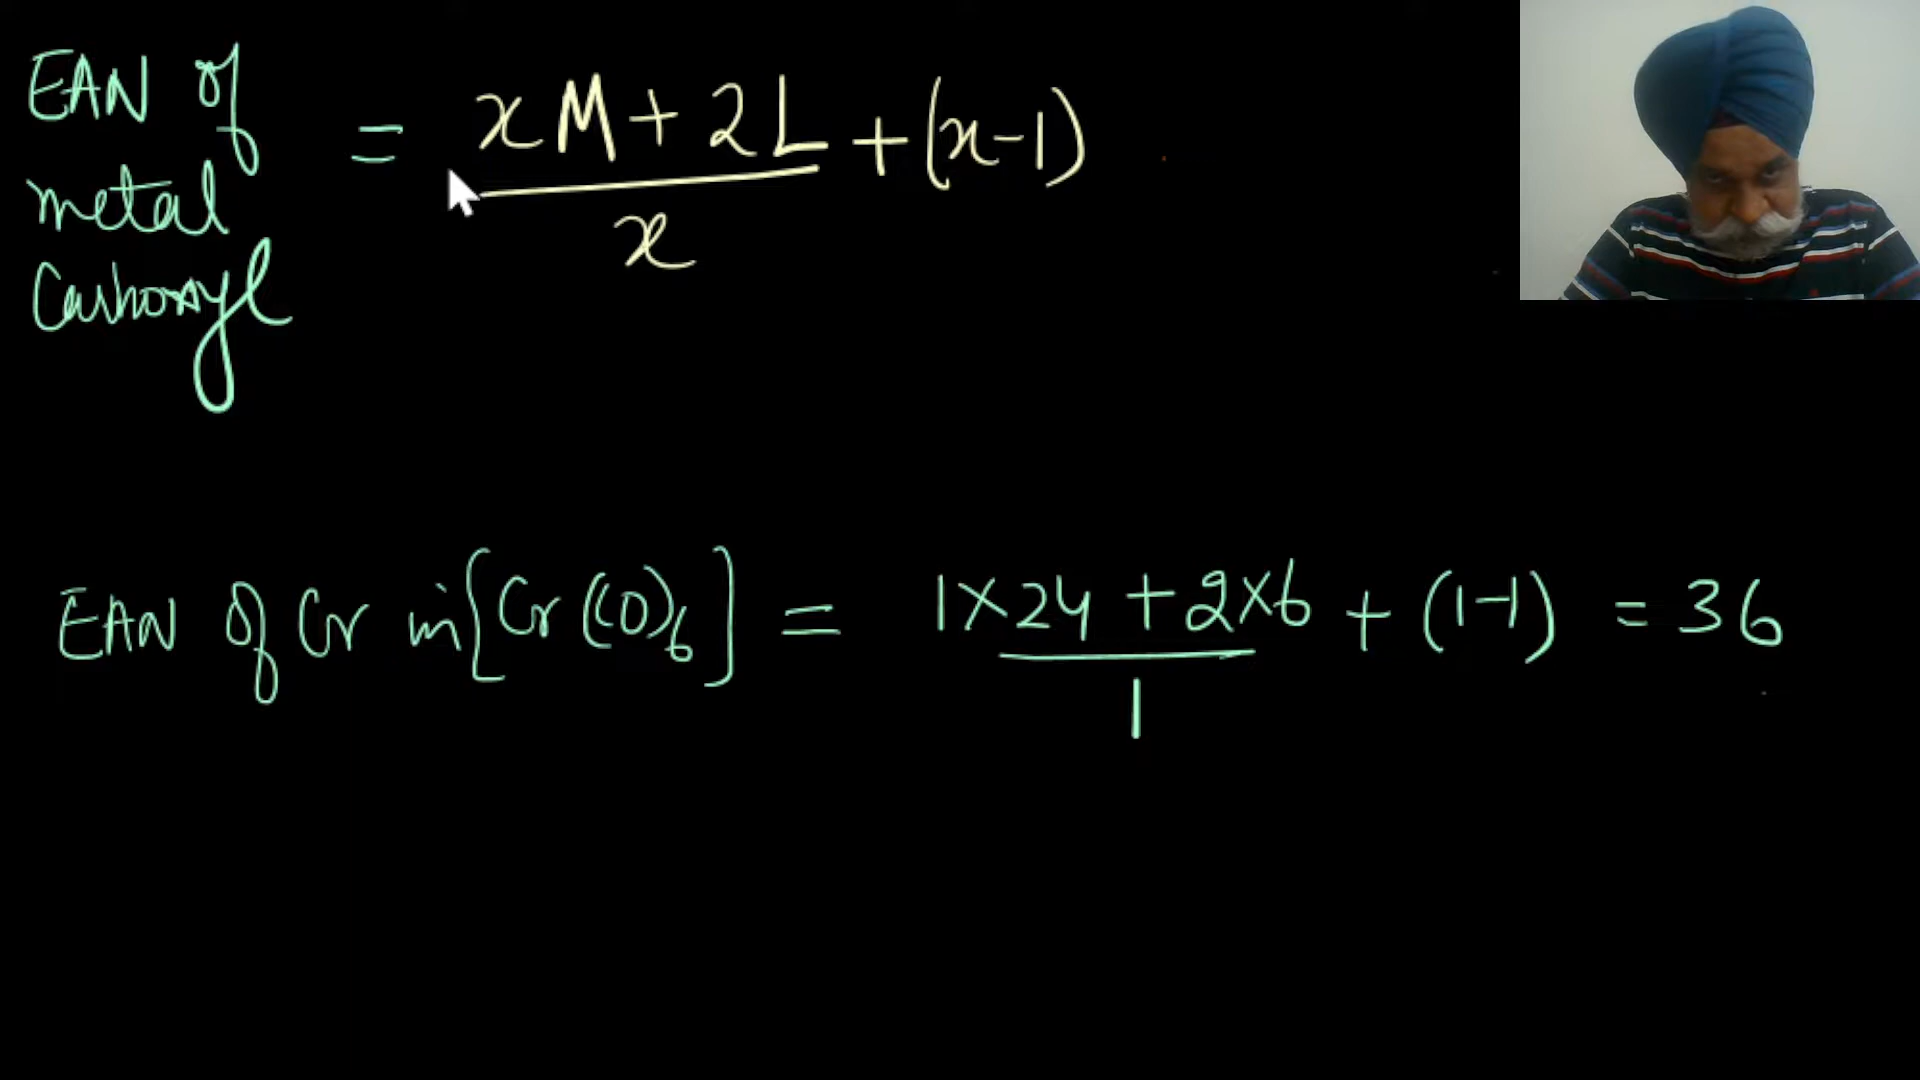 EAN of metal Carbonyl = xM + 2L / x + (x-1)
EAN of Cr in [Cr(CO)6] = 1×24 + 2×6 / 1 + (1-1) = 36